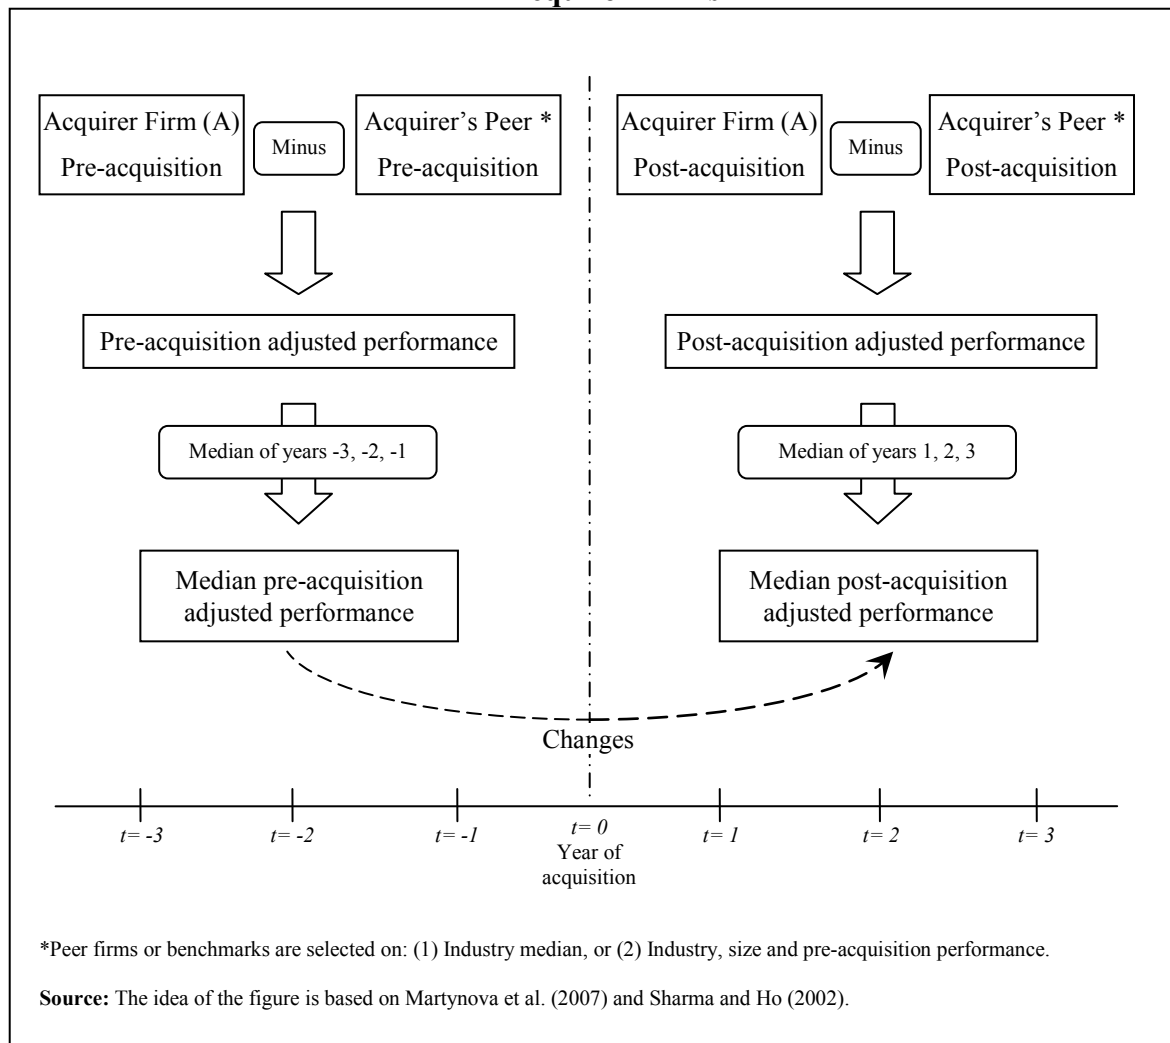 Acquirer Firm (A)
Pre-acquisition
Minus
Acquirer's Peer *
Pre-acquisition
Acquirer Firm (A)
Post-acquisition
Minus
Acquirer's Peer *
Post-acquisition
Pre-acquisition adjusted performance
Post-acquisition adjusted performance
Median of years -3, -2, -1
Median of years 1, 2, 3
Median pre-acquisition
adjusted performance
Median post-acquisition
adjusted performance
Changes
t= -3
t= -2
t= -1
t= 0
Year of
acquisition
t= 1
t= 2
t= 3
*Peer firms or benchmarks are selected on: (1) Industry median, or (2) Industry, size and pre-acquisition performance.
Source: The idea of the figure is based on Martynova et al. (2007) and Sharma and Ho (2002).